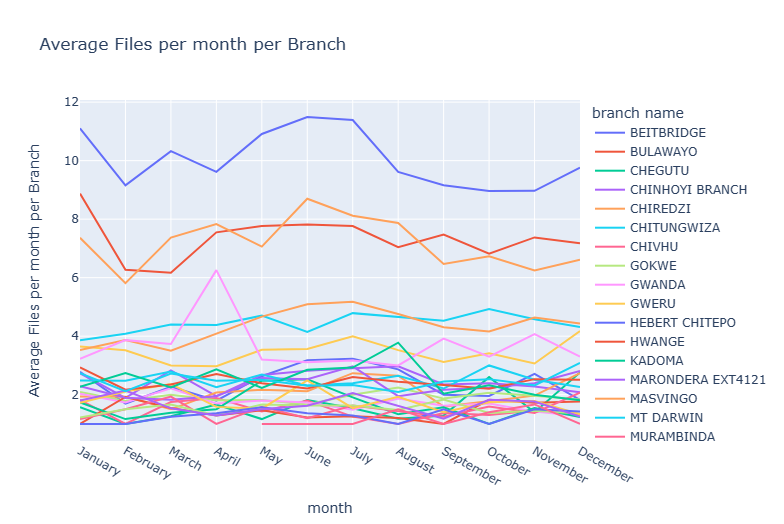 Average Files per month per Branch
12
10
8
6
4
2
Average Files per month per Branch
January
February
March
April
May
June
July
August
September
October
November
December
month
branch name
BEITBRIDGE
BULAWAYO
CHEGUTU
CHINHOYI BRANCH
CHIREDZI
CHITUNGWIZA
CHIVHU
GOKWE
GWANDA
GWERU
HEBERT CHITEPO
HWANGE
KADOMA
MARONDERA EXT4121
MASVINGO
MT DARWIN
MURAMBINDA